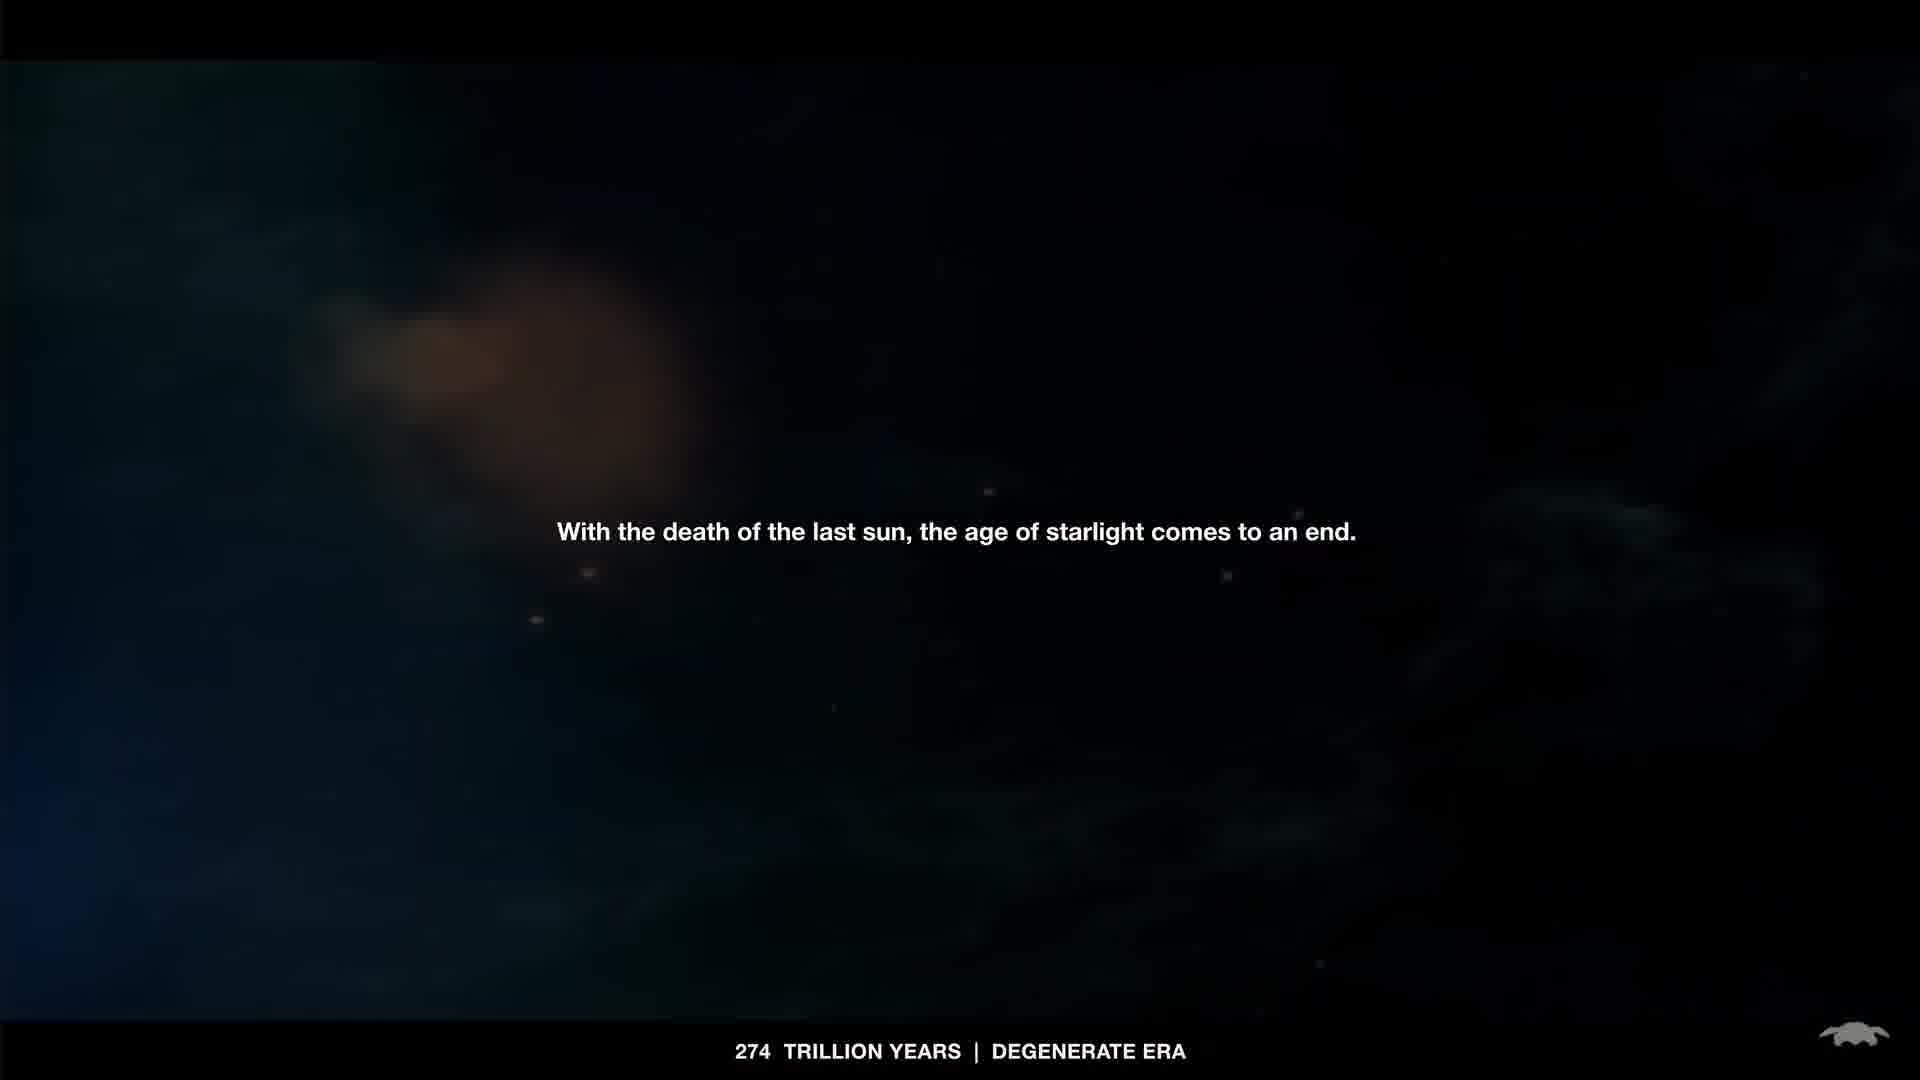 With the death of the last sun, the age of starlight comes to an end.
274 TRILLION YEARS | DEGENERATE ERA